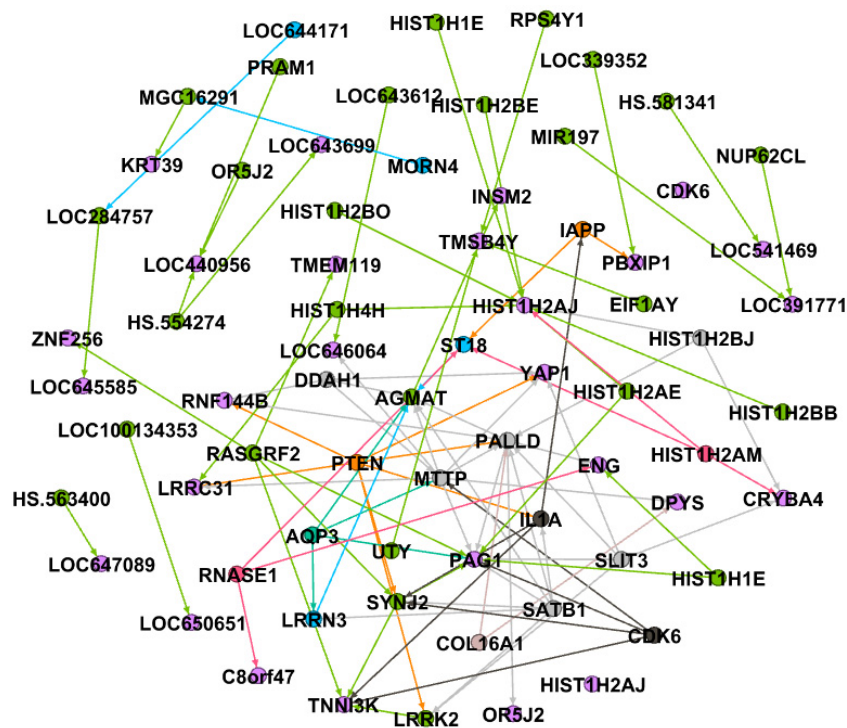 HIST1H1E
RPS4Y1
LOC644171
LOC339352
PRAM1
MGC16291
LOC643612
HIST1H2BE
HS.581341
MIR197
LOC643699
NUP62CL
KRT39
OR5J2
MORN4
CDK6
INSM2
LOC284757
HIST1H2BO
IAPP
TMSB4Y
LOC541469
LOC440956
TMEM119
PBXIP1
HIST1H2AJ
EIF1AY
LOC391771
HIST1H4H
HS.554274
ZNF256
HIST1H2BJ
ST18
LOC646064
YAP1
DDAH1
LOC645585
RNF144B
AGMAT
HIST1H2AE
HIST1H2BB
LOC100134353
PALLD
RASGRF2
HIST1H2AM
PTEN
ENG
MTTP
LRRC31
HS.563400
DPYS
CRYBA4
IL1A
AQP3
UTY
LOC647089
PAG1
SLIT3
RNASE1
HIST1H1E
SYNJ2
SATB1
LOC650651
LRRN3
COL16A1
CDK6
C8orf47
HIST1H2AJ
TNNI3K
LRRK2
OR5J2